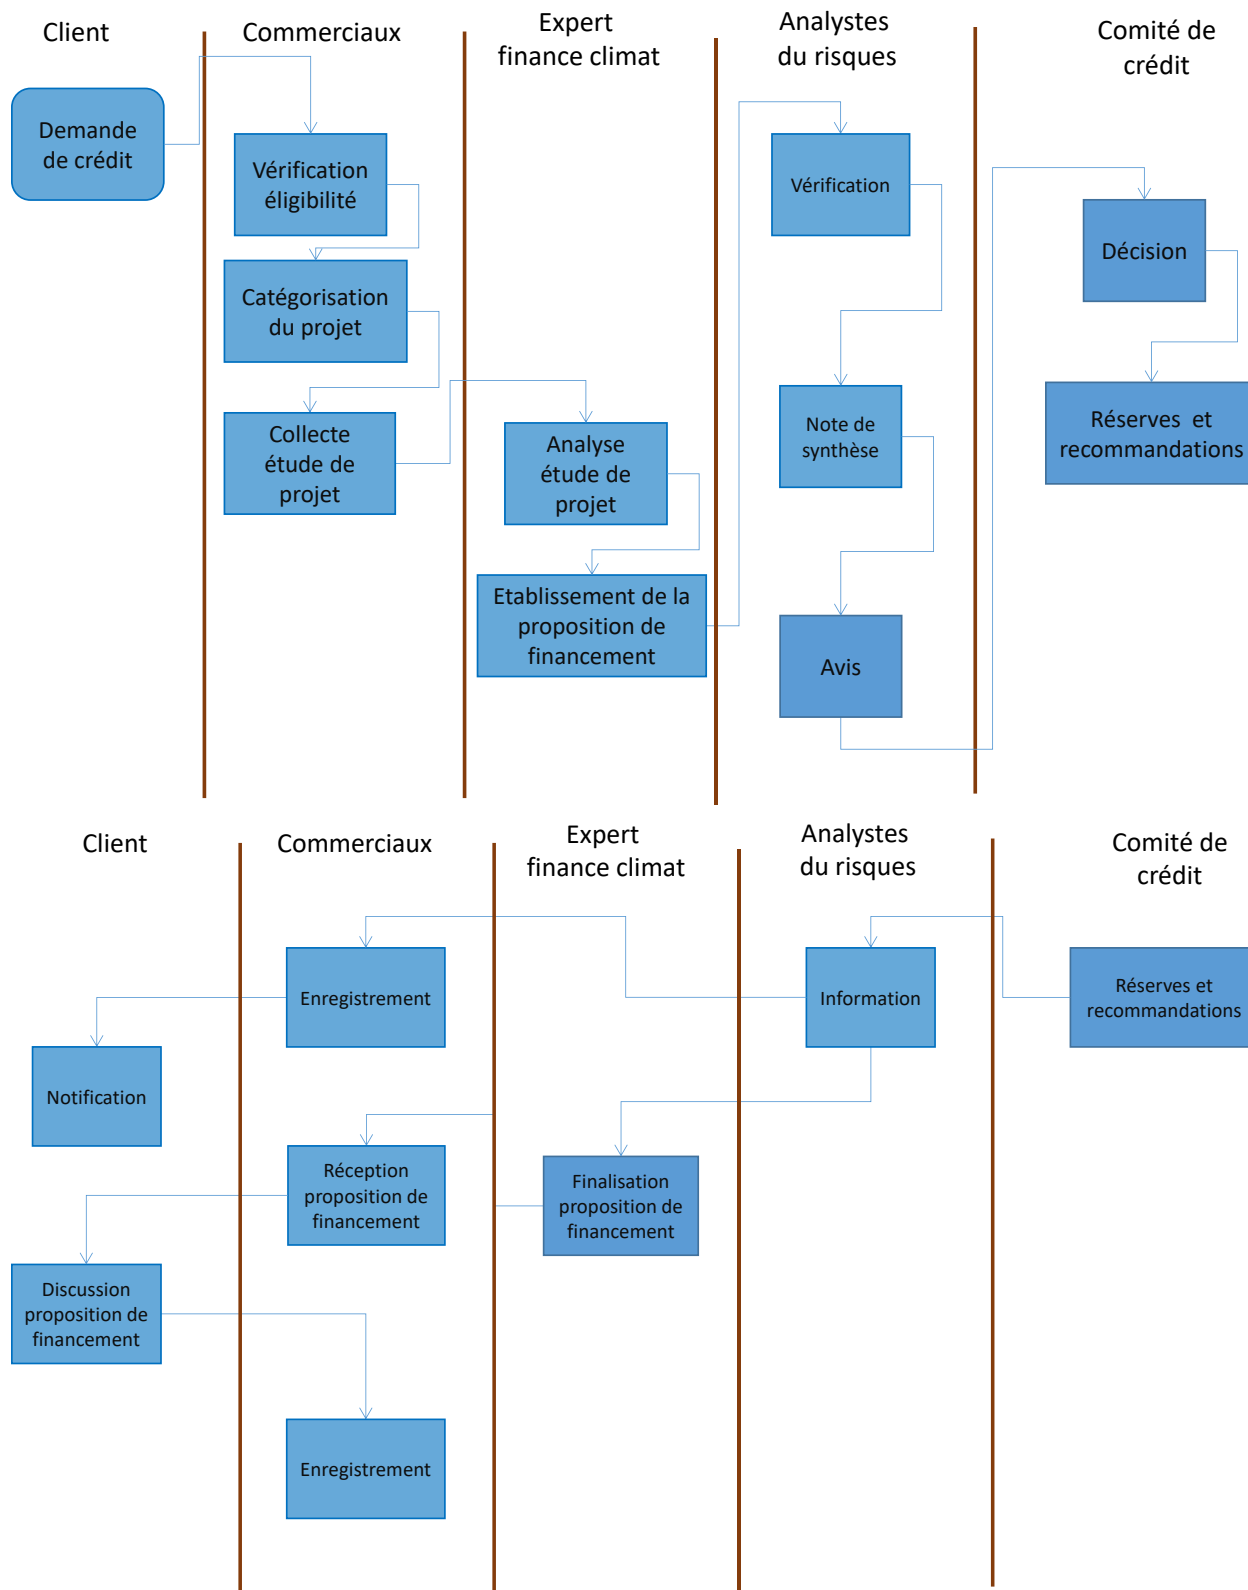 Client
Commerciaux
Expert
finance climat
Analystes
du risques
Comité de
crédit
Demande
de crédit
Vérification
éligibilité
Catégorisation
du projet
Collecte
étude de
projet
Analyse
étude de
projet
Etablissement de la
proposition de
financement
Vérification
Note de
synthèse
Avis
Décision
Réserves et
recommandations
Client
Commerciaux
Expert
finance climat
Analystes
du risques
Comité de
crédit
Enregistrement
Information
Réserves et
recommandations
Notification
Réception
proposition de
financement
Finalisation
proposition de
financement
Discussion
proposition de
financement
Enregistrement